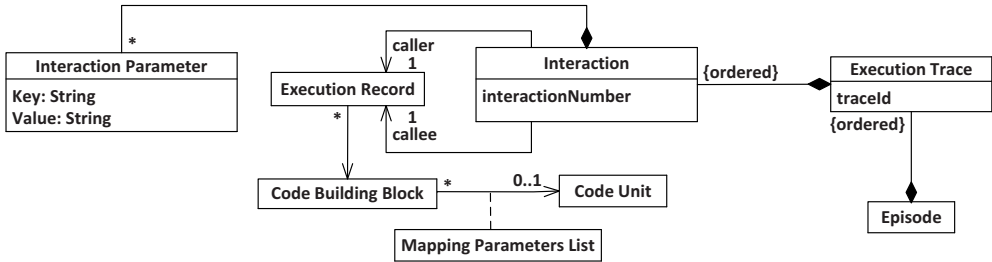 *
Interaction Parameter
Key: String
Value: String
caller
1
Execution Record
*
1
callee
Interaction
interactionNumber
{ordered}
Execution Trace
traceId
{ordered}
Code Building Block
*
0..1
Code Unit
Episode
Mapping Parameters List